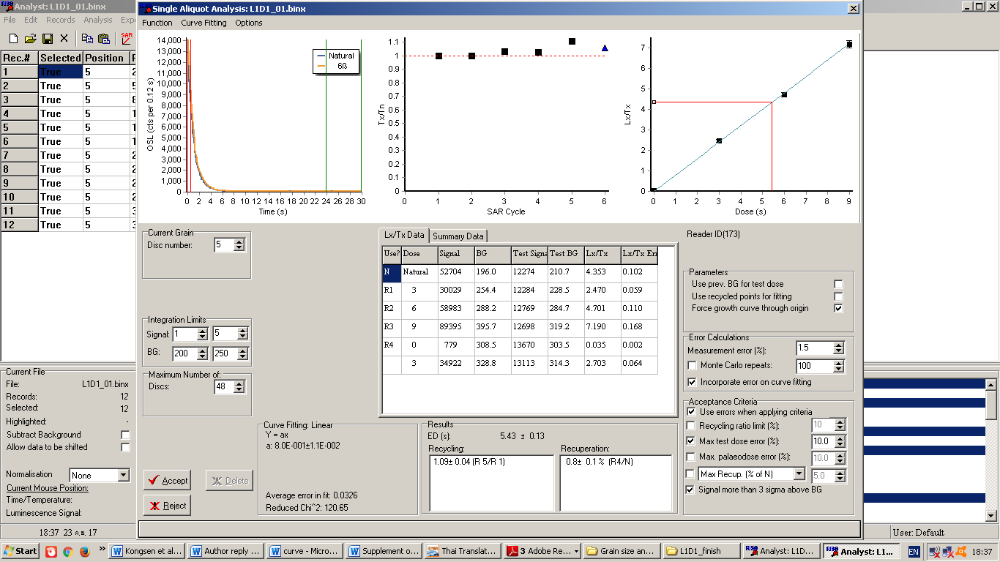 Analyst: L1D1_01.binx
File Edit Records Analysis
Rec.# Selected Position
1 True 5
2 True 5
3 True 5
4 True 5
5 True 5
6 True 5
7 True 5
8 True 5
9 True 5
10 True 5
11 True 5
12 True 5
Current File
File: L1D1_01.binx
Records: 12
Selected: 12
Highlighted: -
Subtract Background
Allow data to be shifted
Normalisation None
Current Mouse Position:
Time/Temperature:
Luminescence Signal:
18:37 23 ก.ย. 17
Single Aliquot Analysis: L1D1_01.binx
Function Curve Fitting Options
OSL (cts per 0.12 s)
14,000
13,000
12,000
11,000
10,000
9,000
8,000
7,000
6,000
5,000
4,000
3,000
2,000
1,000
0
0 2 4 6 8 10 12 14 16 18 20 22 24 26 28 30
Time (s)
Natural
6ß
Tx/Tn
1.1
1
0.9
0.8
0.7
0.6
0.5
0.4
0.3
0.2
0.1
0
0 1 2 3 4 5 6
SAR Cycle
Lx/Tx
7
6
5
4
3
2
1
0
0 3 6 9
Dose (s)
Current Grain
Disc number: 5
Integration Limits
Signal: 1 5
BG: 200 250
Maximum Number of:
Discs: 48
Lx/Tx Data Summary Data
Use? Dose Signal BG Test Signa Test BG Lx/Tx Lx/Tx Err
N Natural 52704 196.0 12274 210.7 4.353 0.102
R1 3 30029 254.4 12284 228.5 2.470 0.059
R2 6 58983 288.2 12769 284.7 4.701 0.110
R3 9 89395 395.7 12698 319.2 7.190 0.168
R4 0 779 308.5 13670 303.5 0.035 0.002
3 34922 328.8 13113 314.3 2.703 0.064
Reader ID(173)
Parameters
Use prev. BG for test dose
Use recycled points for fitting
Force growth curve through origin
Error Calculations
Measurement error (%): 1.5
Monte Carlo repeats: 100
Incorporate error on curve fitting
Acceptance Criteria
Use errors when applying criteria
Recycling ratio limit (%): 10
Max test dose error (%): 10.0
Max. palaeodose error (%): 10.0
Max Recup. (% of N) 5.0
Signal more than 3 sigma above BG
Accept Delete
Reject
Curve Fitting: Linear
Y = ax
a: 8.0E-001±1.1E-002
Average error in fit: 0.0326
Reduced Chi^2: 120.65
Results
ED (s): 5.43 ± 0.13
Recycling:
1.09± 0.04 (R 5/R 1)
Recuperation:
0.8± 0.1 % (R4/N)
User: Default
Start Kongsen et al... Author reply ... curve - Micro... Supplement o... Thai Translat... 3 Adobe Re... Grain size an... L1D1_finish Analyst: L1D... Analyst: L1... EN 18:37